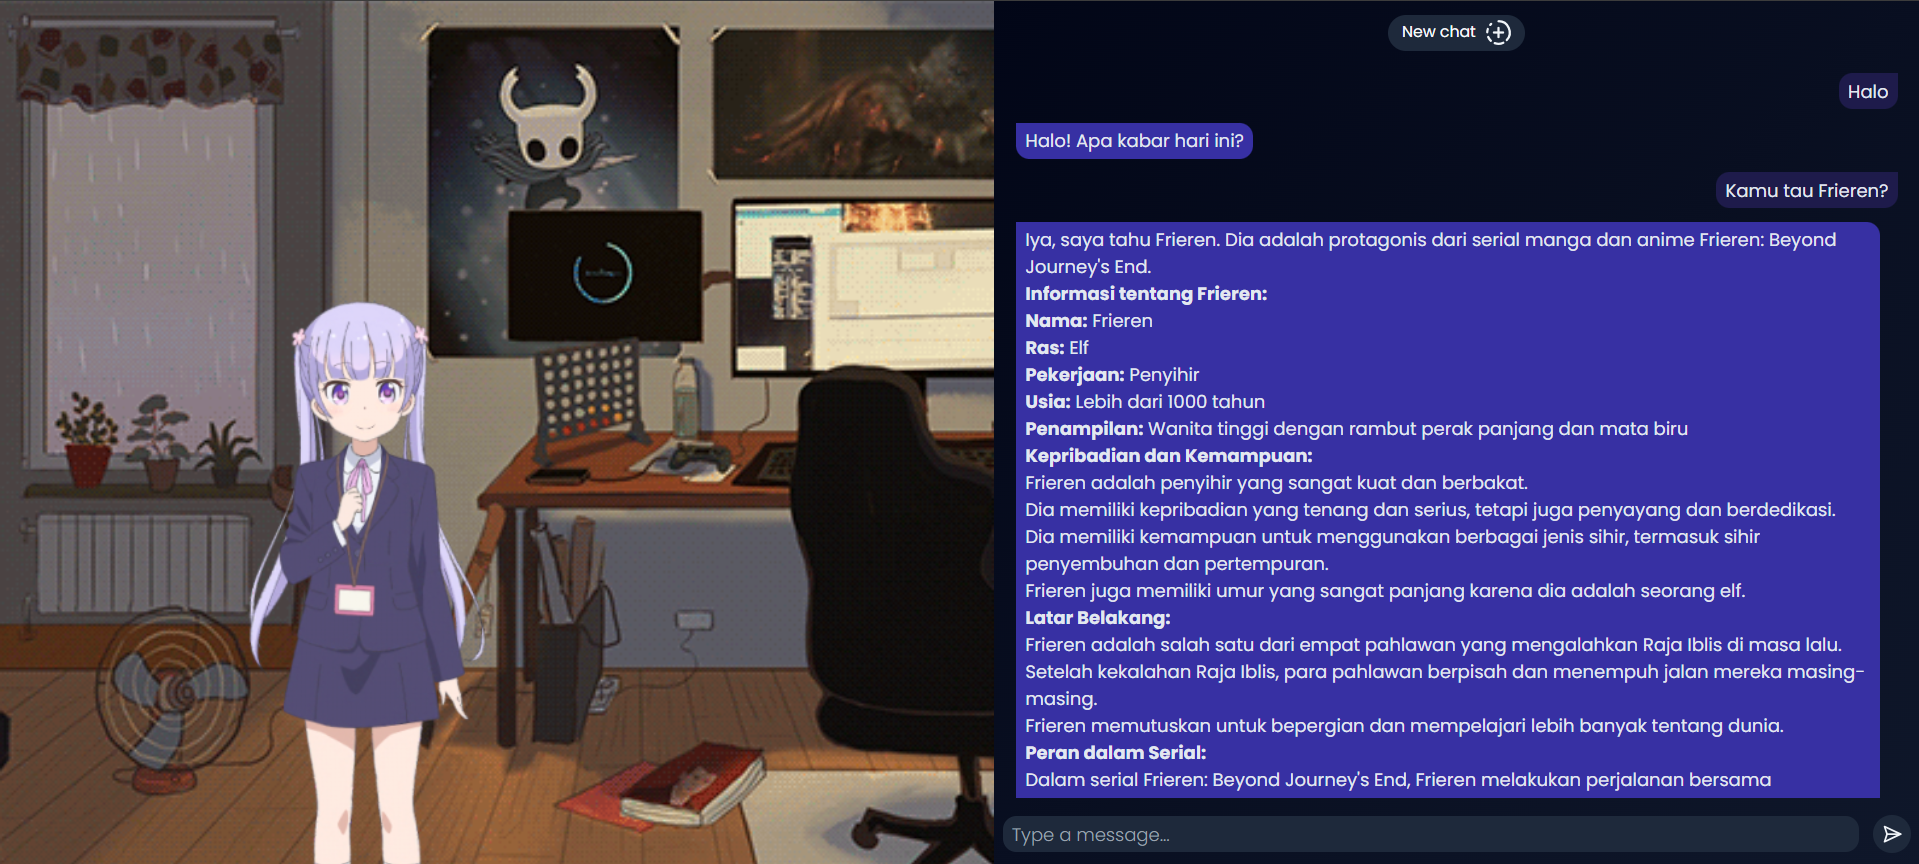 New chat
Halo
Halo! Apa kabar hari ini?
Kamu tau Frieren?
Iya, saya tahu Frieren. Dia adalah protagonis dari serial manga dan anime Frieren: Beyond
Journey's End.
Informasi tentang Frieren:
Nama: Frieren
Ras: Elf
Pekerjaan: Penyihir
Usia: Lebih dari 1000 tahun
Penampilan: Wanita tinggi dengan rambut perak panjang dan mata biru
Kepribadian dan Kemampuan:
Frieren adalah penyihir yang sangat kuat dan berbakat.
Dia memiliki kepribadian yang tenang dan serius, tetapi juga penyayang dan berdedikasi.
Dia memiliki kemampuan untuk menggunakan berbagai jenis sihir, termasuk sihir
penyembuhan dan pertempuran.
Frieren juga memiliki umur yang sangat panjang karena dia adalah seorang elf.
Latar Belakang:
Frieren adalah salah satu dari empat pahlawan yang mengalahkan Raja Iblis di masa lalu.
Setelah kekalahan Raja Iblis, para pahlawan berpisah dan menempuh jalan mereka masing-
masing.
Frieren memutuskan untuk bepergian dan mempelajari lebih banyak tentang dunia.
Peran dalam Serial:
Dalam serial Frieren: Beyond Journey's End, Frieren melakukan perjalanan bersama
Type a message...